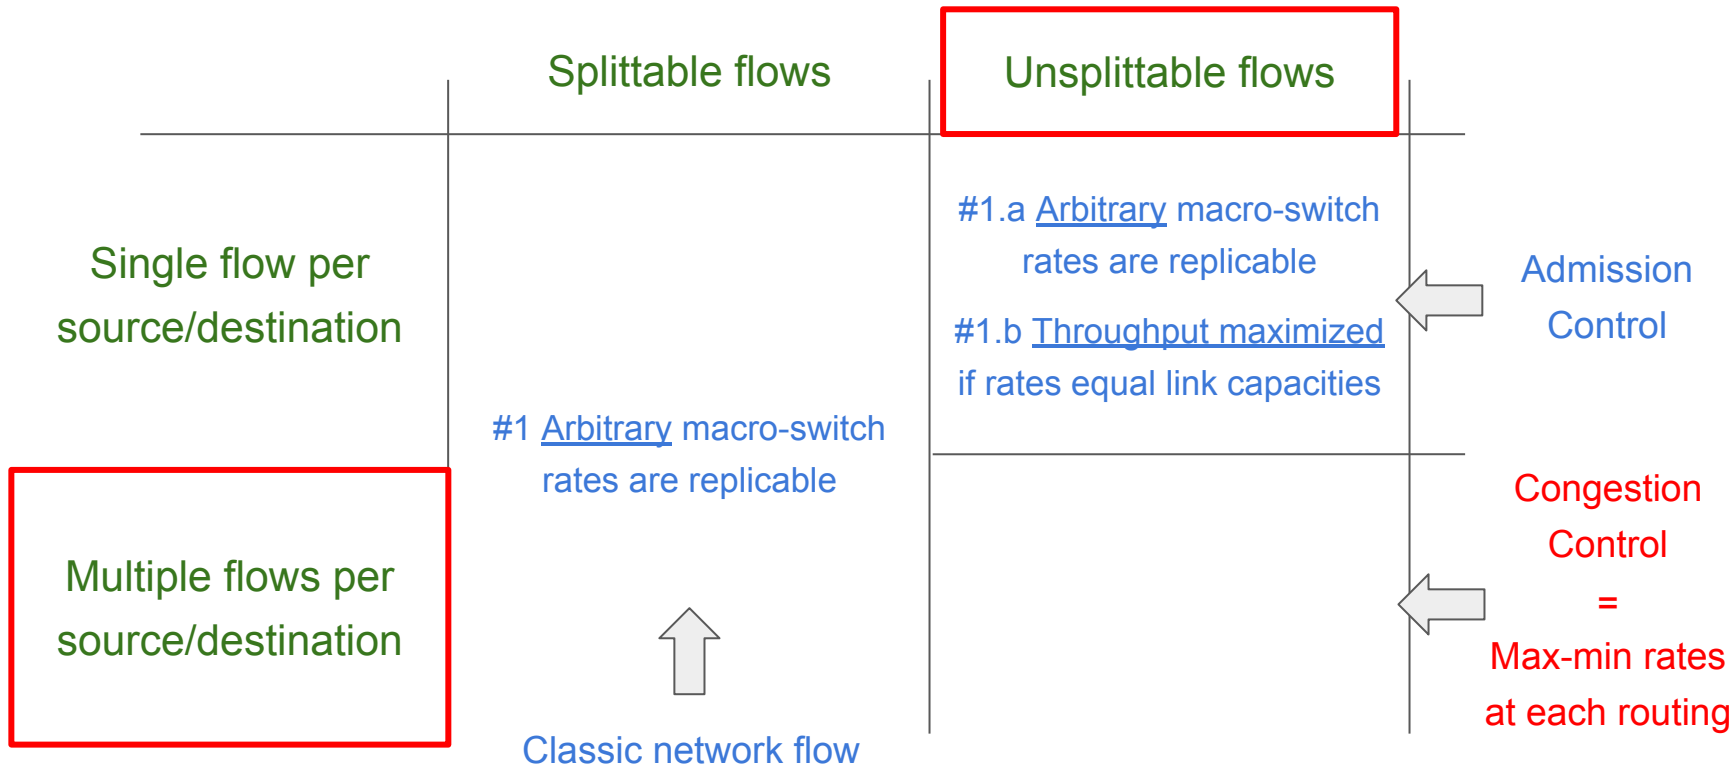 Splittable flows
Unsplittable flows
Single flow per
source/destination
#1.a Arbitrary macro-switch
rates are replicable
#1.b Throughput maximized
if rates equal link capacities
Admission
Control
#1 Arbitrary macro-switch
rates are replicable
Multiple flows per
source/destination
Congestion
Control
=
Max-min rates
at each routing
Classic network flow